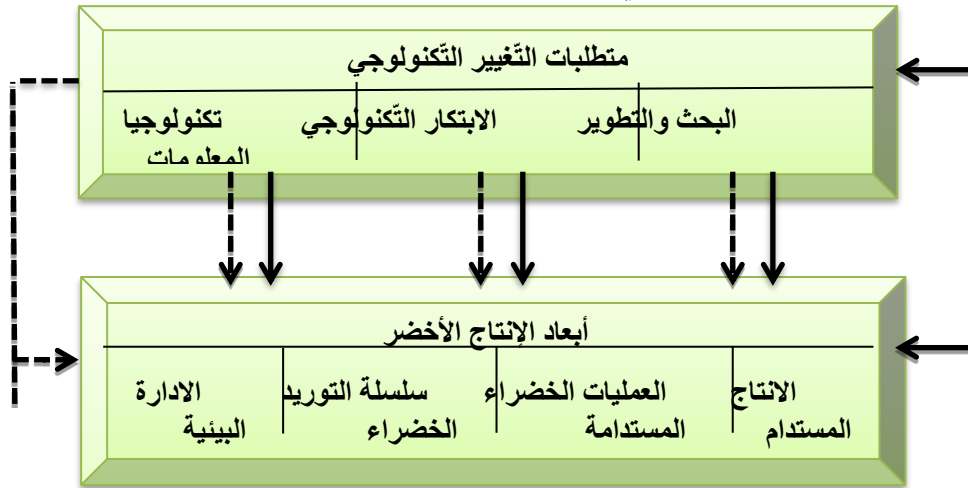 متطلبات التّغيير التّكنولوجي
البحث والتطوير
الابتكار التّكنولوجي
تكنولوجيا
المعلومات
أبعاد الإنتاج الأخضر
الانتاج
المستدام
العمليات الخضراء
المستدامة
سلسلة التوريد
الخضراء
الادارة
البيئية